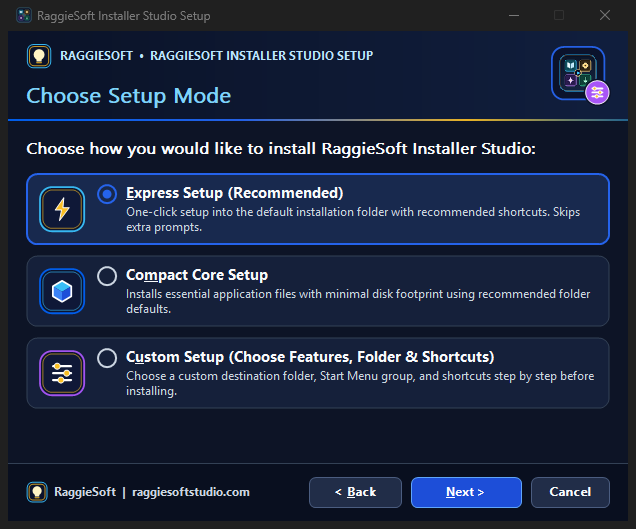 RaggieSoft Installer Studio Setup
RAGGIESOFT • RAGGIESOFT INSTALLER STUDIO SETUP
Choose Setup Mode
Choose how you would like to install RaggieSoft Installer Studio:
Express Setup (Recommended)
One-click setup into the default installation folder with recommended shortcuts. Skips
extra prompts.
Compact Core Setup
Installs essential application files with minimal disk footprint using recommended folder
defaults.
Custom Setup (Choose Features, Folder & Shortcuts)
Choose a custom destination folder, Start Menu group, and shortcuts step by step before
installing.
RaggieSoft | raggiesoftstudio.com
< Back
Next >
Cancel